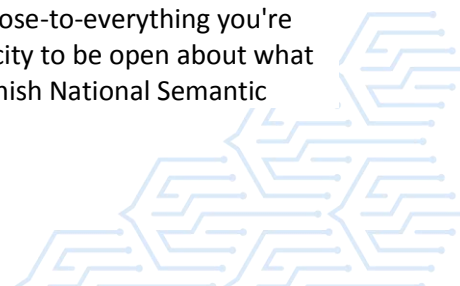 ose-to-everything you're
city to be open about what
nish National Semantic